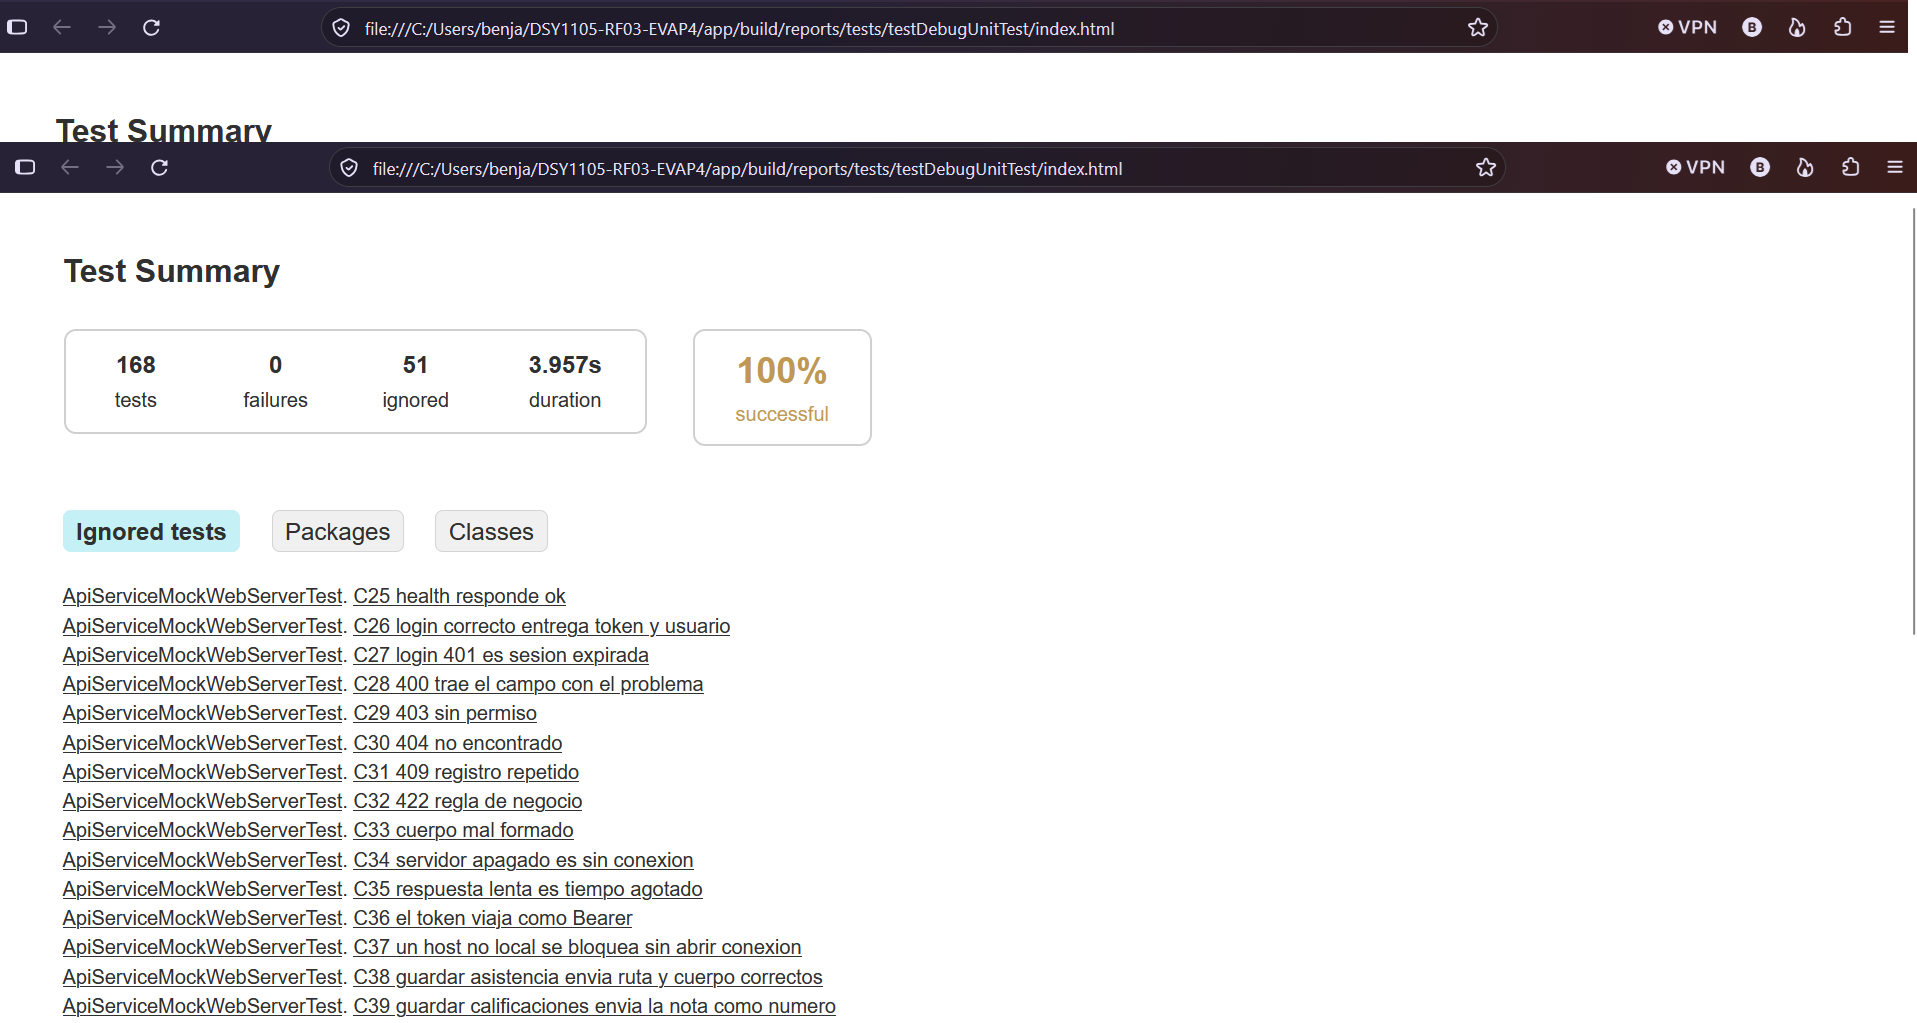 file:///C:/Users/benja/DSY1105-RF03-EVAP4/app/build/reports/tests/testDebugUnitTest/index.html
VPN
B
Test Summary
file:///C:/Users/benja/DSY1105-RF03-EVAP4/app/build/reports/tests/testDebugUnitTest/index.html
VPN
B
Test Summary
168 0 51 3.957s
tests failures ignored duration
100%
successful
Ignored tests Packages Classes
ApiServiceMockWebServerTest. C25 health responde ok
ApiServiceMockWebServerTest. C26 login correcto entrega token y usuario
ApiServiceMockWebServerTest. C27 login 401 es sesion expirada
ApiServiceMockWebServerTest. C28 400 trae el campo con el problema
ApiServiceMockWebServerTest. C29 403 sin permiso
ApiServiceMockWebServerTest. C30 404 no encontrado
ApiServiceMockWebServerTest. C31 409 registro repetido
ApiServiceMockWebServerTest. C32 422 regla de negocio
ApiServiceMockWebServerTest. C33 cuerpo mal formado
ApiServiceMockWebServerTest. C34 servidor apagado es sin conexion
ApiServiceMockWebServerTest. C35 respuesta lenta es tiempo agotado
ApiServiceMockWebServerTest. C36 el token viaja como Bearer
ApiServiceMockWebServerTest. C37 un host no local se bloquea sin abrir conexion
ApiServiceMockWebServerTest. C38 guardar asistencia envia ruta y cuerpo correctos
ApiServiceMockWebServerTest. C39 guardar calificaciones envia la nota como numero